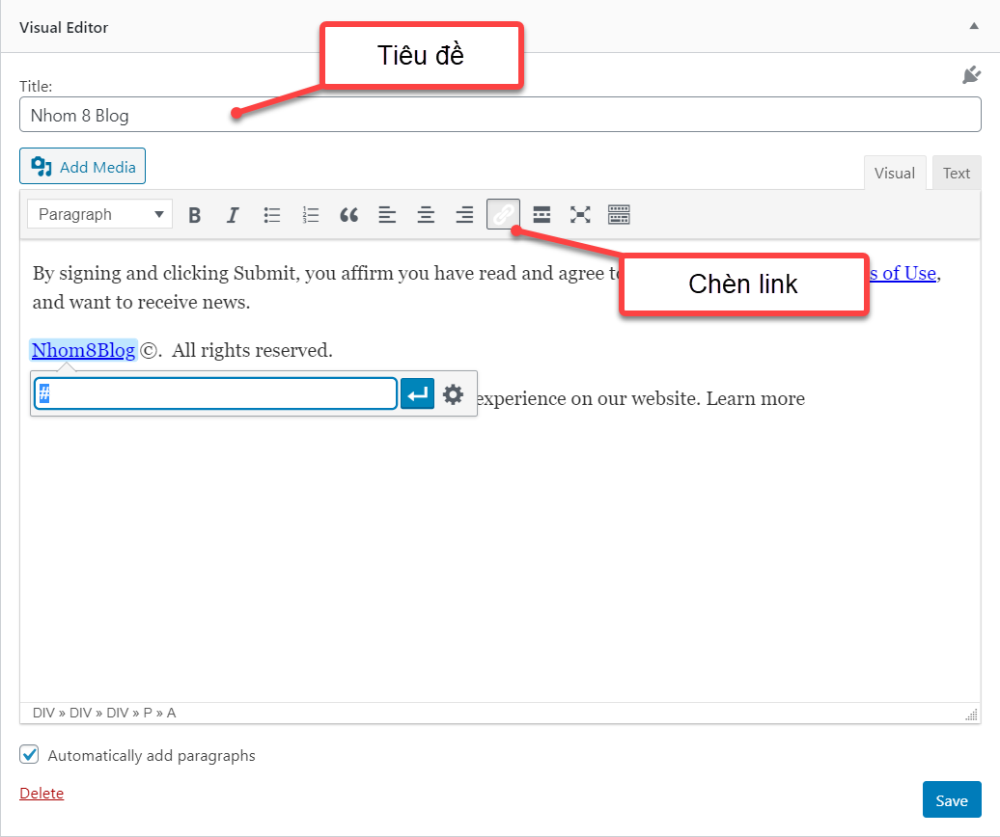 Visual Editor
Tiêu đề
Title:
Nhom 8 Blog
Add Media
Visual
Text
Paragraph
B I
Chèn link
By signing and clicking Submit, you affirm you have read and agree of Use,
and want to receive news.
Nhom8Blog ©. All rights reserved.
#
experience on our website. Learn more
DIV » DIV » DIV » P » A
Automatically add paragraphs
Delete
Save